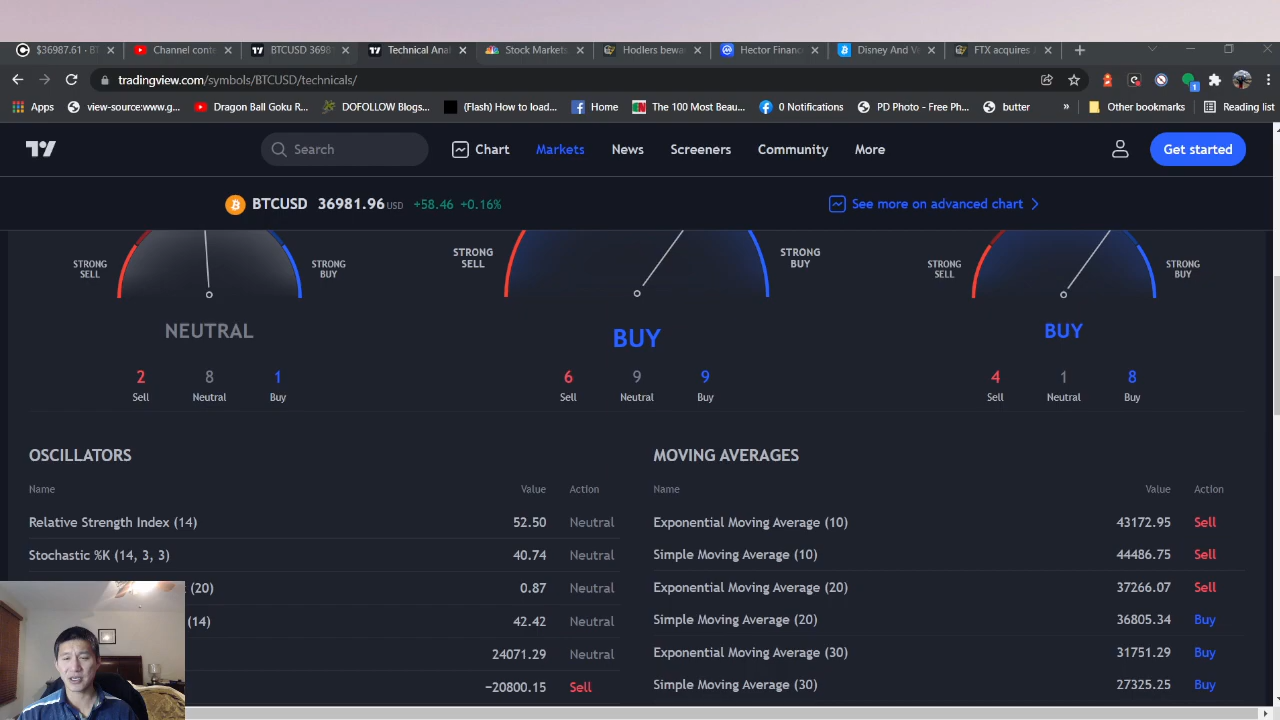 $36987.61 · BT
Channel conte
BTCUSD 3698
Technical Anal
Stock Markets,
Hodlers bewa
Hector Financ
Disney And V
FTX acquires
tradingview.com/symbols/BTCUSD/technicals/
Apps
view-source:www.g...
Dragon Ball Goku R...
DOFOLLOW Blogs...
(Flash) How to load...
Home
The 100 Most Beau...
0 Notifications
PD Photo - Free Ph...
butter
»
Other bookmarks
Reading list
Search
Chart
Markets
News
Screeners
Community
More
Get started
BTCUSD 36981.96 USD +58.46 +0.16%
See more on advanced chart
STRONG
SELL
STRONG
BUY
STRONG
SELL
STRONG
BUY
STRONG
SELL
STRONG
BUY
NEUTRAL
BUY
BUY
2 8 1
Sell Neutral Buy
6 9 9
Sell Neutral Buy
4 1 8
Sell Neutral Buy
OSCILLATORS
Name Value Action
Relative Strength Index (14) 52.50 Neutral
Stochastic %K (14, 3, 3) 40.74 Neutral
(20) 0.87 Neutral
(14) 42.42 Neutral
24071.29 Neutral
−20800.15 Sell
MOVING AVERAGES
Name Value Action
Exponential Moving Average (10) 43172.95 Sell
Simple Moving Average (10) 44486.75 Sell
Exponential Moving Average (20) 37266.07 Sell
Simple Moving Average (20) 36805.34 Buy
Exponential Moving Average (30) 31751.29 Buy
Simple Moving Average (30) 27325.25 Buy